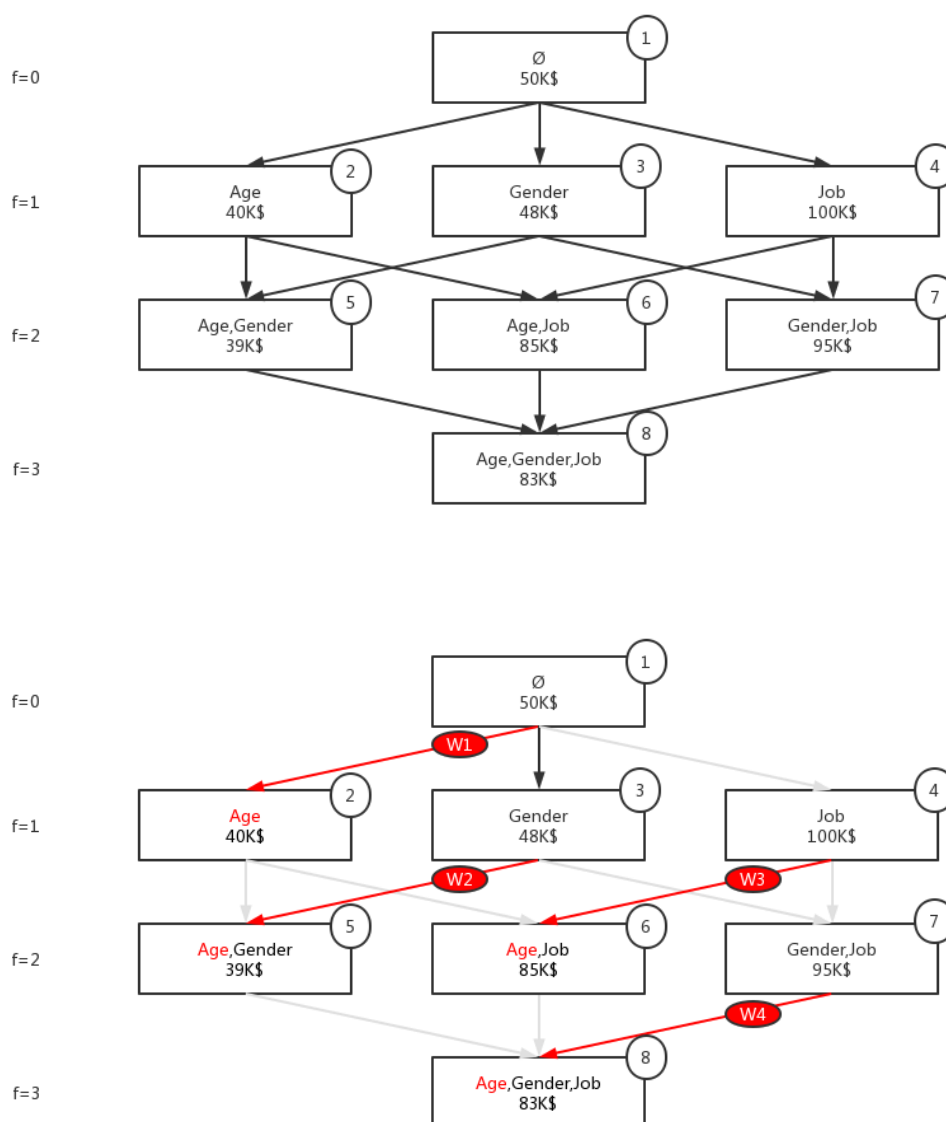 1
Ø
50K$
f=0
2
3
4
Age
40K$
Gender
48K$
Job
100K$
f=1
5
6
7
Age,Gender
39K$
Age,Job
85K$
Gender,Job
95K$
f=2
8
Age,Gender,Job
83K$
f=3
1
Ø
50K$
f=0
W1
2
3
4
Age
40K$
Gender
48K$
Job
100K$
f=1
W2
W3
5
6
7
Age,Gender
39K$
Age,Job
85K$
Gender,Job
95K$
f=2
W4
8
Age,Gender,Job
83K$
f=3